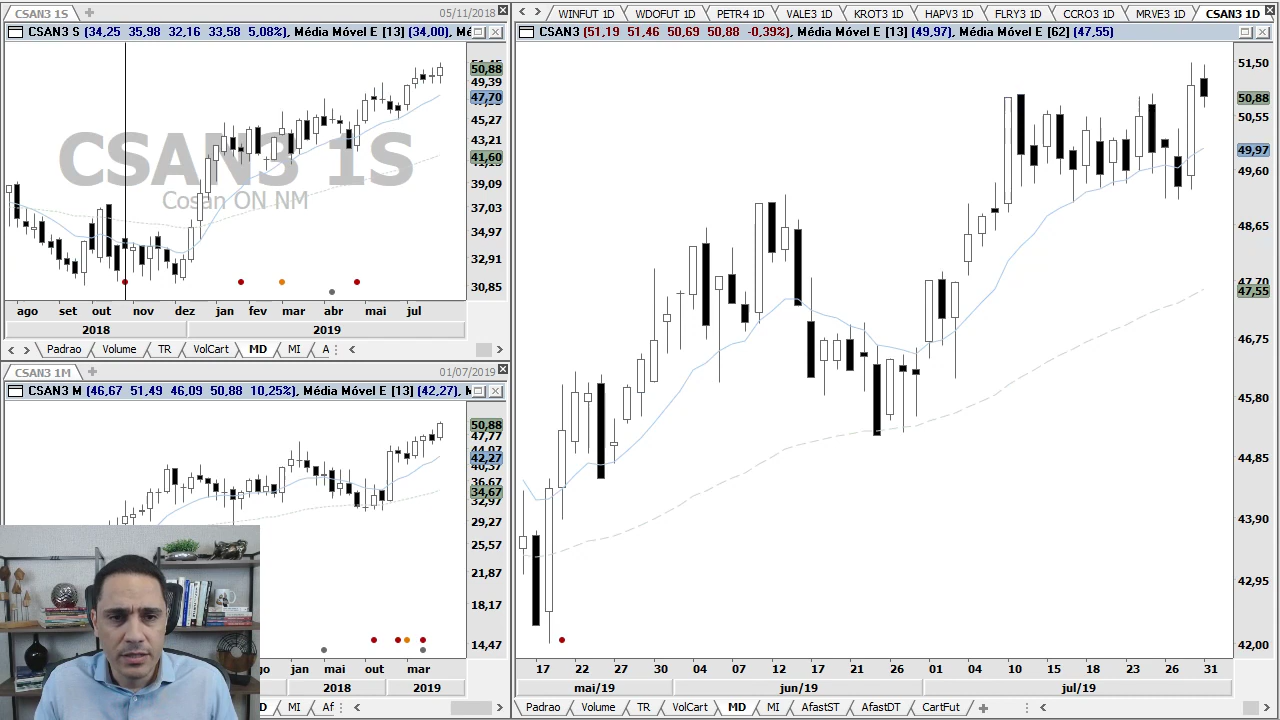 CSAN3 1S
05/11/2018
CSAN3 S (34,25 35,98 32,16 33,58 5,08%), Média Móvel E [13] (34,00), Mé
CSAN3 1S
Cosan ON NM
50,88
49,39
47,70
45,27
43,21
41,60
39,09
37,03
34,97
32,91
30,85
ago set out nov dez jan fev mar abr mai jul
2018 2019
Padrao Volume TR VolCart MD MI A
CSAN3 1M
01/07/2019
CSAN3 M (46,67 51,49 46,09 50,88 10,25%), Média Móvel E [13] (42,27), M
50,88
47,77
42,27
36,67
34,67
32,97
29,27
25,57
21,87
18,17
14,47
go jan mai out mar
2018 2019
D MI Af
WINFUT 1D WDOFUT 1D PETR4 1D VALE3 1D KROT3 1D HAPV3 1D FLRY3 1D CCRO3 1D MRVE3 1D CSAN3 1D
CSAN3 (51,19 51,46 50,69 50,88 -0,39%), Média Móvel E [13] (49,97), Média Móvel E [62] (47,55)
51,50
50,88
50,55
49,97
49,60
48,65
47,70
47,55
46,75
45,80
44,85
43,90
42,95
42,00
17 22 27 30 04 07 12 17 21 26 01 04 10 15 18 23 26 31
mai/19 jun/19 jul/19
Padrao Volume TR VolCart MD MI AfastST AfastDT CartFut